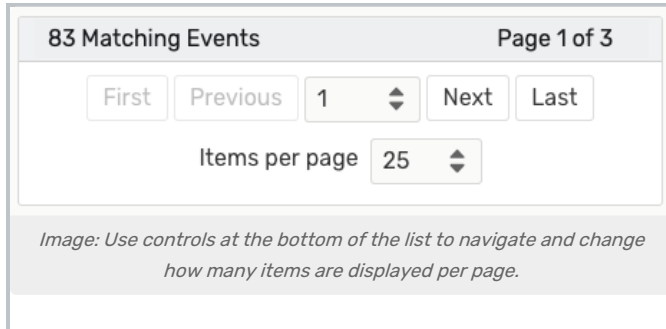 83 Matching Events Page 1 of 3
First Previous 1 Next Last
Items per page 25
Image: Use controls at the bottom of the list to navigate and change
how many items are displayed per page.